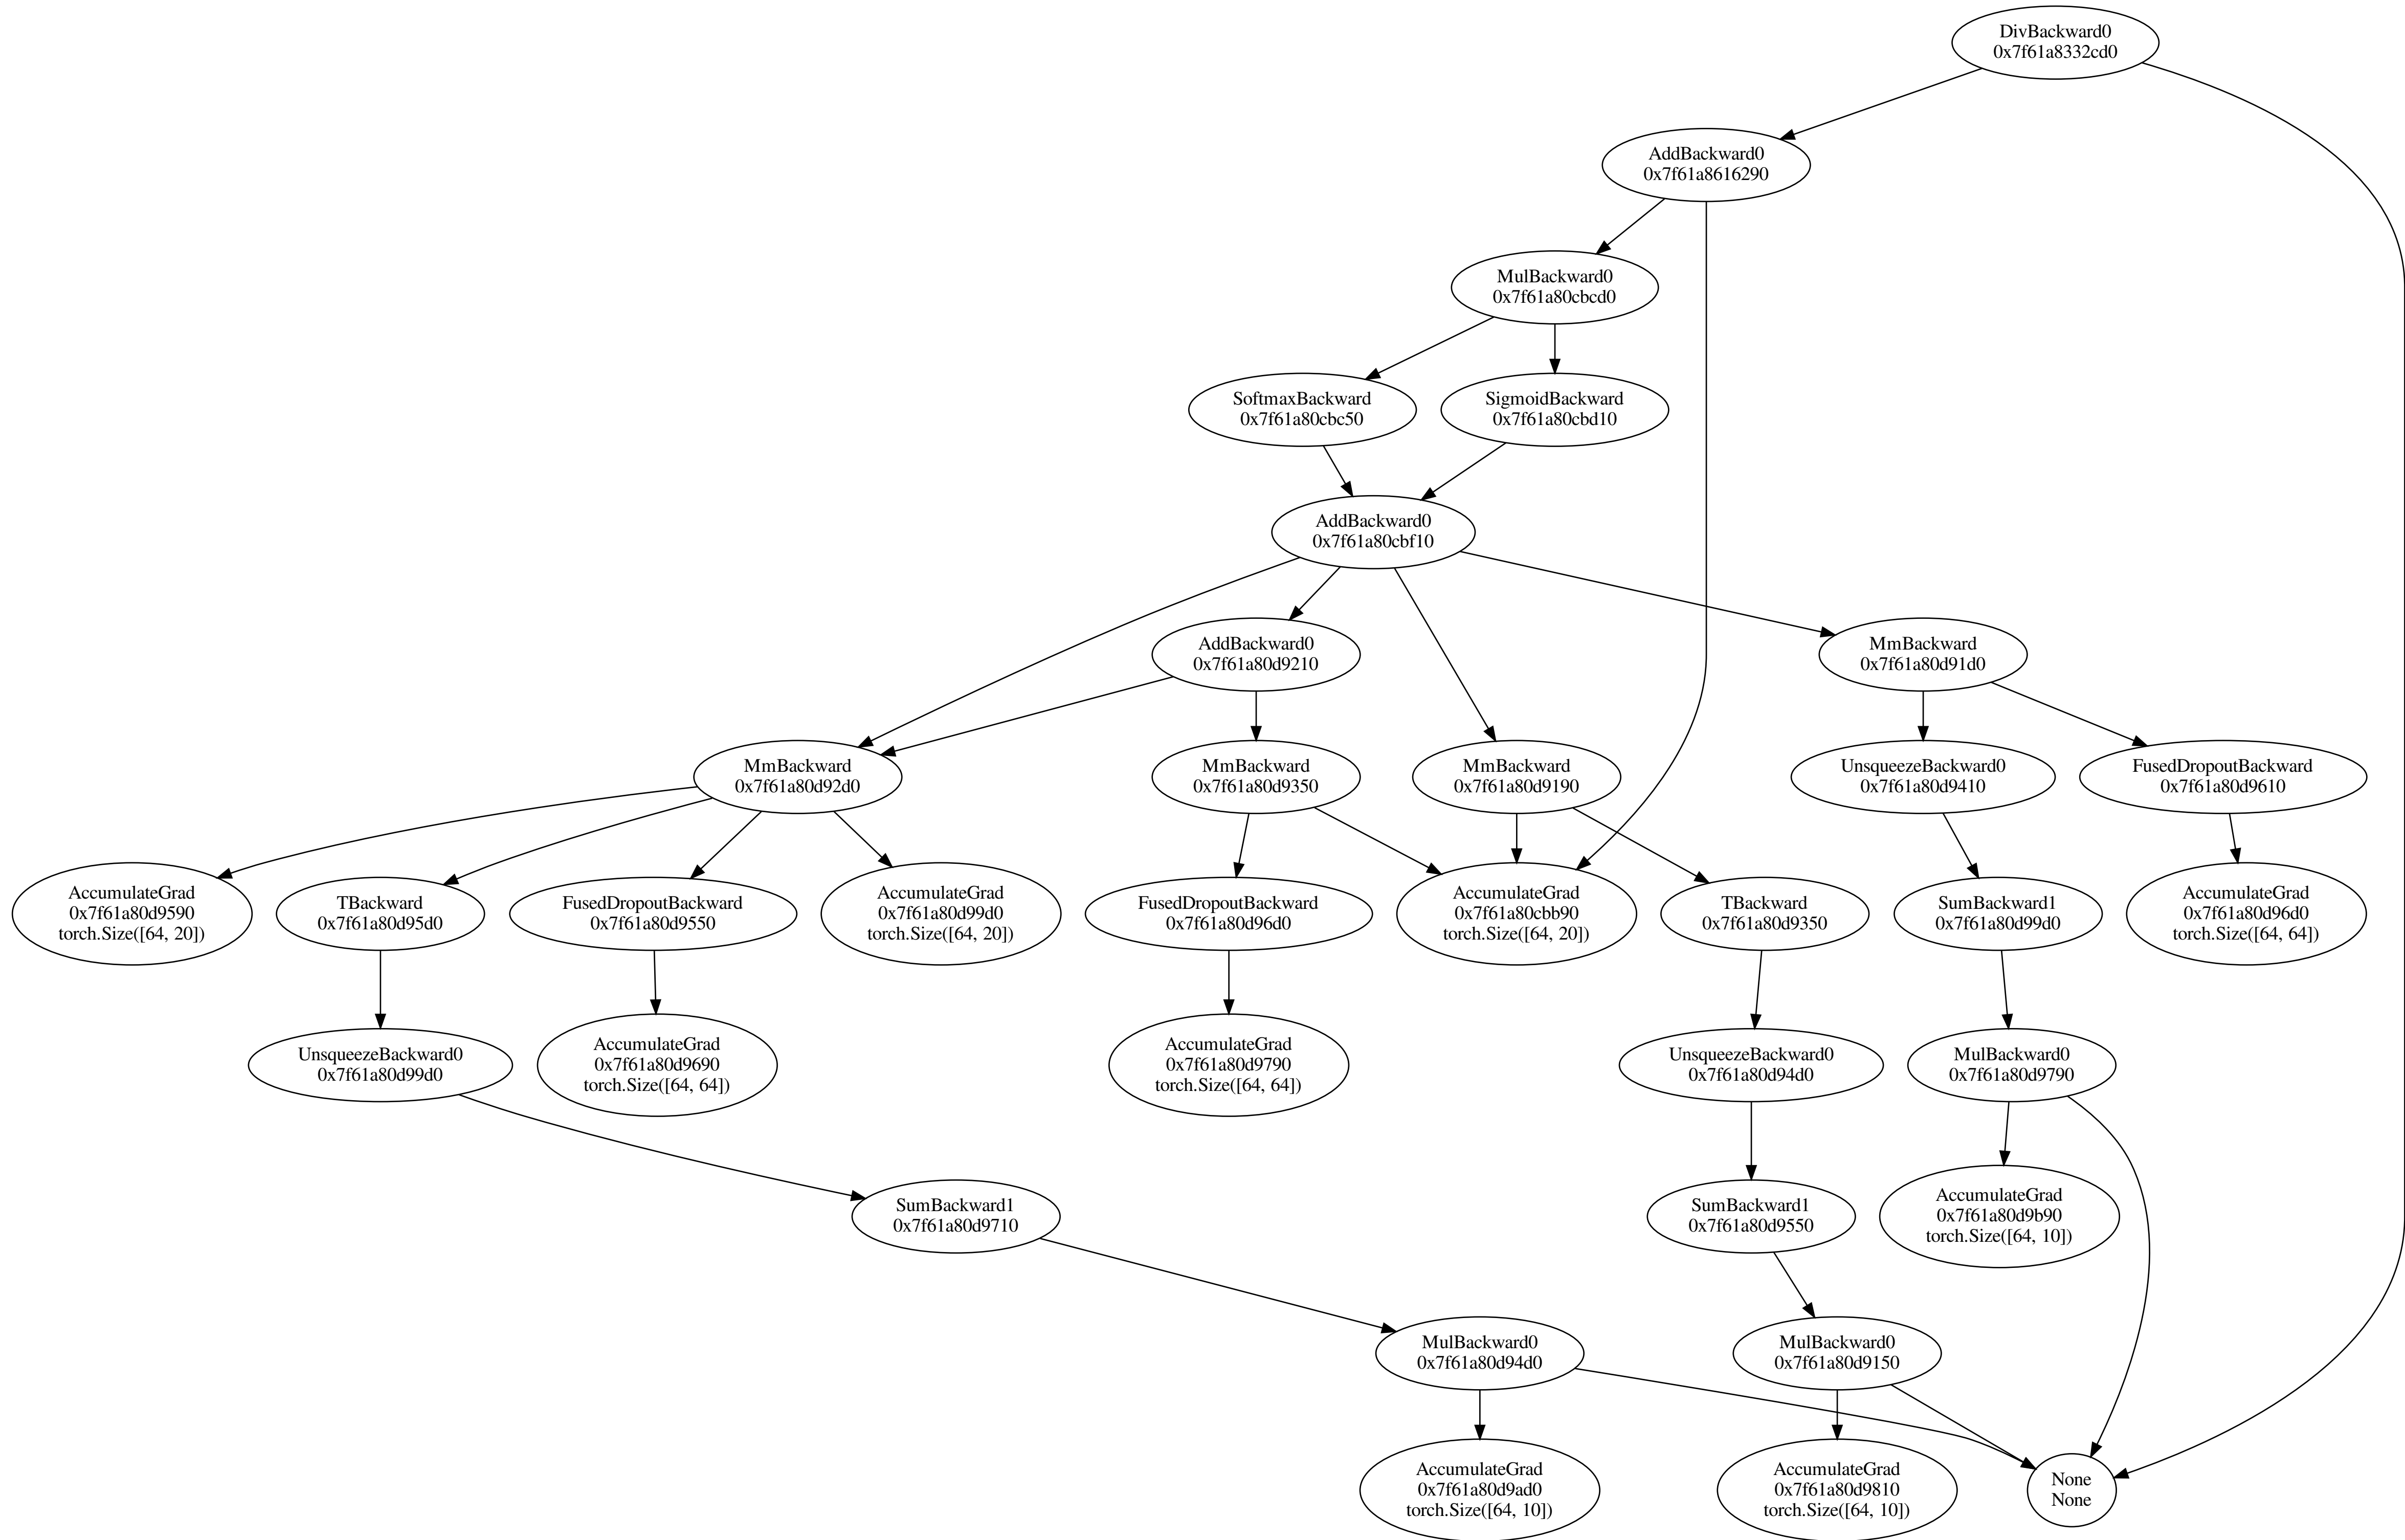 DivBackward0
0x7f61a8332cd0
AddBackward0
0x7f61a8616290
MulBackward0
0x7f61a80cbcd0
SoftmaxBackward
0x7f61a80cbc50
SigmoidBackward
0x7f61a80cbd10
AddBackward0
0x7f61a80cbf10
AddBackward0
0x7f61a80d9210
MmBackward
0x7f61a80d91d0
MmBackward
0x7f61a80d92d0
MmBackward
0x7f61a80d9350
MmBackward
0x7f61a80d9190
UnsqueezeBackward0
0x7f61a80d9410
FusedDropoutBackward
0x7f61a80d9610
AccumulateGrad
0x7f61a80d9590
torch.Size([64, 20])
TBackward
0x7f61a80d95d0
FusedDropoutBackward
0x7f61a80d9550
AccumulateGrad
0x7f61a80d99d0
torch.Size([64, 20])
FusedDropoutBackward
0x7f61a80d96d0
AccumulateGrad
0x7f61a80cbb90
torch.Size([64, 20])
TBackward
0x7f61a80d9350
SumBackward1
0x7f61a80d99d0
AccumulateGrad
0x7f61a80d96d0
torch.Size([64, 64])
UnsqueezeBackward0
0x7f61a80d99d0
AccumulateGrad
0x7f61a80d9690
torch.Size([64, 64])
AccumulateGrad
0x7f61a80d9790
torch.Size([64, 64])
UnsqueezeBackward0
0x7f61a80d94d0
MulBackward0
0x7f61a80d9790
SumBackward1
0x7f61a80d9710
SumBackward1
0x7f61a80d9550
AccumulateGrad
0x7f61a80d9b90
torch.Size([64, 10])
MulBackward0
0x7f61a80d94d0
MulBackward0
0x7f61a80d9150
AccumulateGrad
0x7f61a80d9ad0
torch.Size([64, 10])
AccumulateGrad
0x7f61a80d9810
torch.Size([64, 10])
None
None